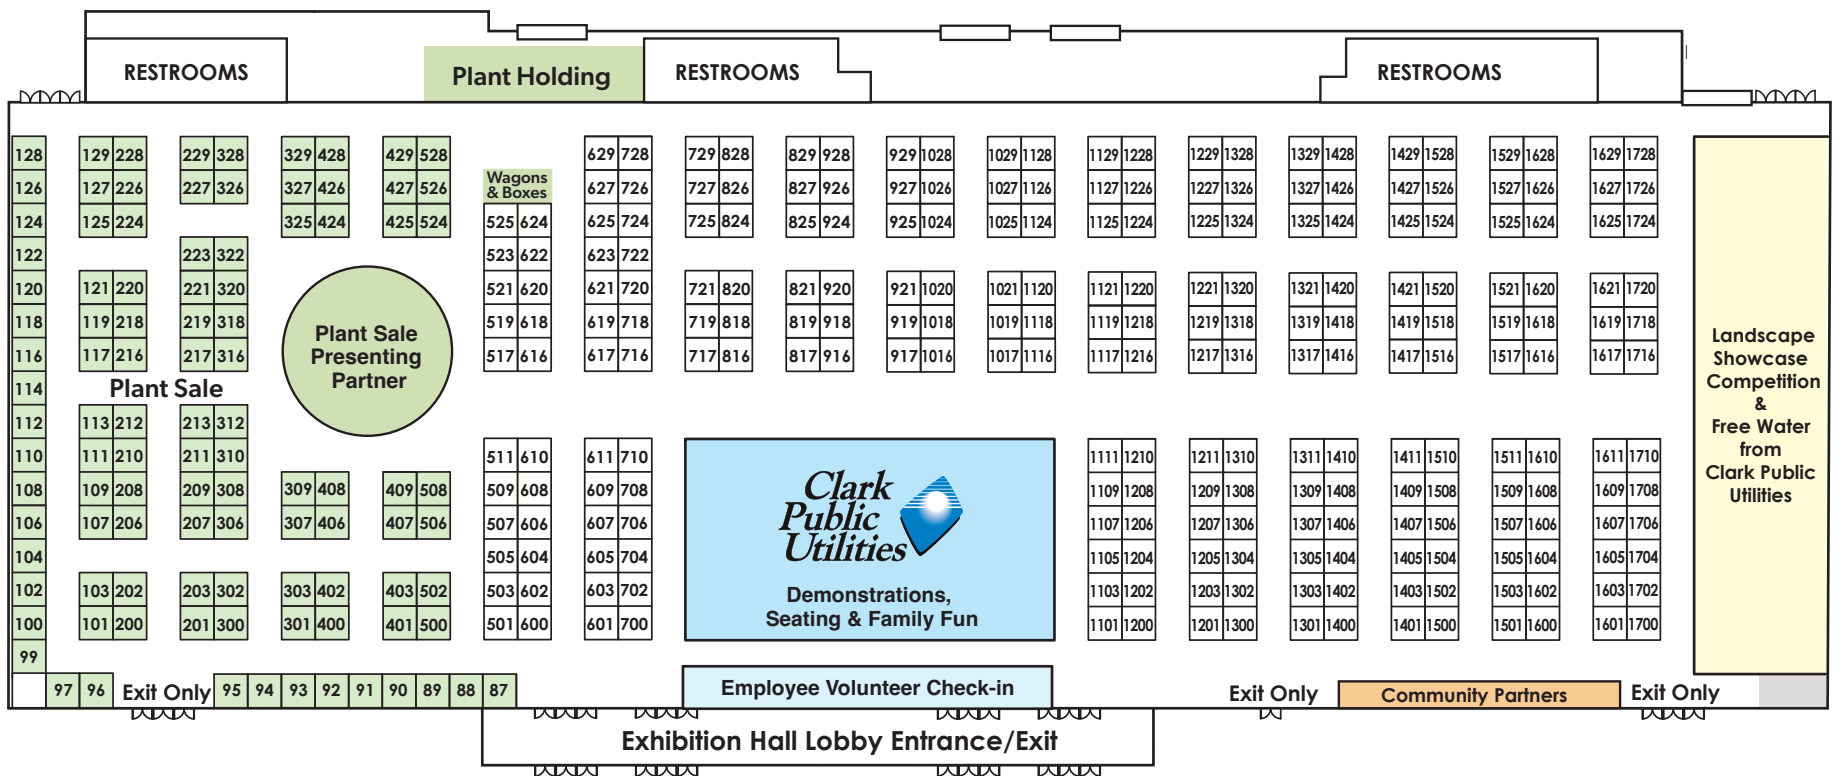 RESTROOMS
Plant Holding
RESTROOMS
RESTROOMS
128 129 228 229 328 329 428 429 528 629 728 729 828 829 928 929 1028 1029 1128 1129 1228 1229 1328 1329 1428 1429 1528 1529 1628 1629 1728
Wagons
& Boxes
126 127 226 227 326 327 426 427 526 627 726 727 826 827 926 927 1026 1027 1126 1127 1226 1227 1326 1327 1426 1427 1526 1527 1626 1627 1726
124 125 224 325 424 425 524 525 624 625 724 725 824 825 924 925 1024 1025 1124 1125 1224 1225 1324 1325 1424 1425 1524 1525 1624 1625 1724
122 223 322 523 622 623 722
120 121 220 221 320 521 620 621 720 721 820 821 920 921 1020 1021 1120 1121 1220 1221 1320 1321 1420 1421 1520 1521 1620 1621 1720
118 119 218 219 318 519 618 619 718 719 818 819 918 919 1018 1019 1118 1119 1218 1219 1318 1319 1418 1419 1518 1519 1618 1619 1718
116 117 216 217 316 517 616 617 716 717 816 817 916 917 1016 1017 1116 1117 1216 1217 1316 1317 1416 1417 1516 1517 1616 1617 1716
Plant Sale
Presenting
Partner
114 Plant Sale
Landscape
Showcase
Competition
&
Free Water
from
Clark Public
Utilities
112 113 212 213 312
110 111 210 211 310 511 610 611 710 1111 1210 1211 1310 1311 1410 1411 1510 1511 1610 1611 1710
108 109 208 209 308 309 408 409 508 509 608 609 708 1109 1208 1209 1308 1309 1408 1409 1508 1509 1608 1609 1708
106 107 206 207 306 307 406 407 506 507 606 607 706 1107 1206 1207 1306 1307 1406 1407 1506 1507 1606 1607 1706
104 505 604 605 704 1105 1204 1205 1304 1305 1404 1405 1504 1505 1604 1605 1704
102 103 202 203 302 303 402 403 502 503 602 603 702 1103 1202 1203 1302 1303 1402 1403 1502 1503 1602 1603 1702
100 101 200 201 300 301 400 401 500 501 600 601 700 1101 1200 1201 1300 1301 1400 1401 1500 1501 1600 1601 1700
Clark
Public
Utilities
Demonstrations,
Seating & Family Fun
99
97 96 Exit Only 95 94 93 92 91 90 89 88 87 Employee Volunteer Check-in Exit Only Community Partners Exit Only
Exhibition Hall Lobby Entrance/Exit